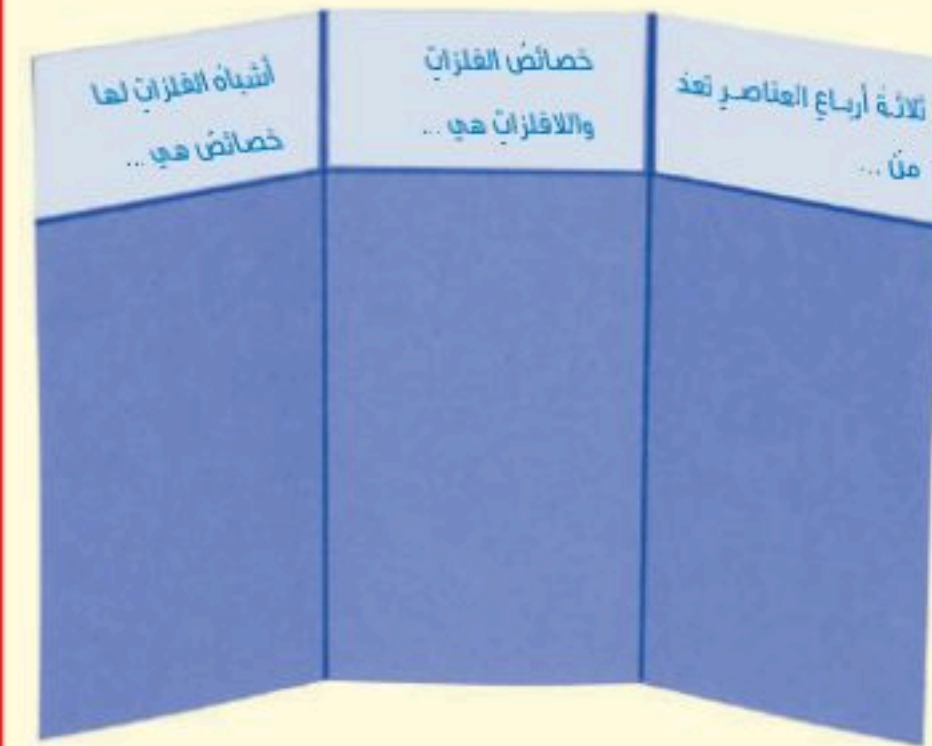 ثلاثة أرباع العناصر تعد
من ...
خصائص الفلزات
واللافلزات هي ...
أشباه الفلزات لها
خصائص هي ...